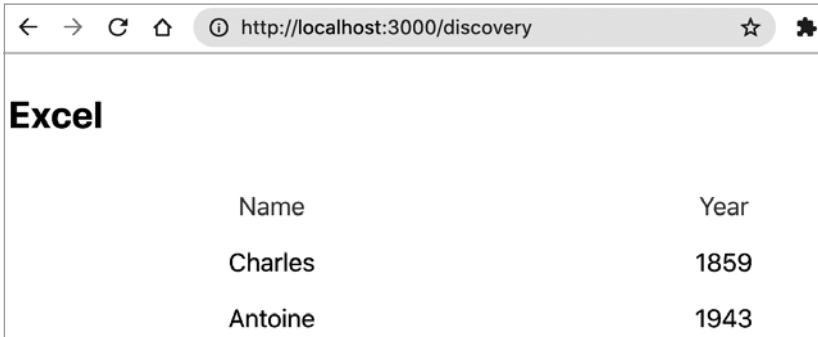 http://localhost:3000/discovery
Excel
Name Year
Charles 1859
Antoine 1943